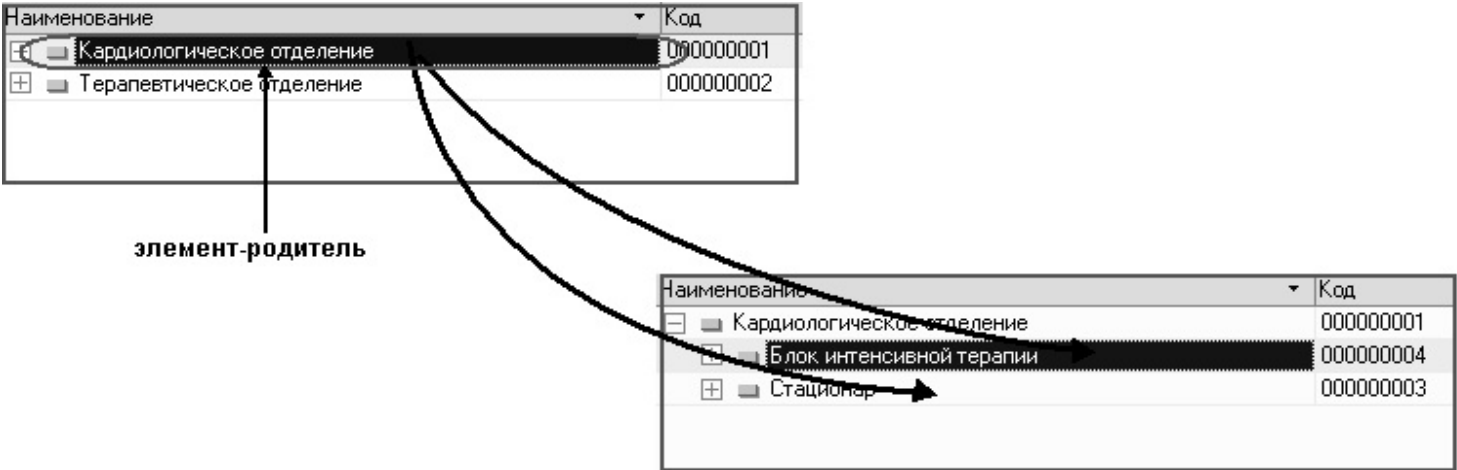 Наименование Код
Кардиологическое отделение 000000001
Терапевтическое отделение 000000002
элемент-родитель
Наименование Код
Кардиологическое отделение 000000001
Блок интенсивной терапии 000000004
Стационар 000000003